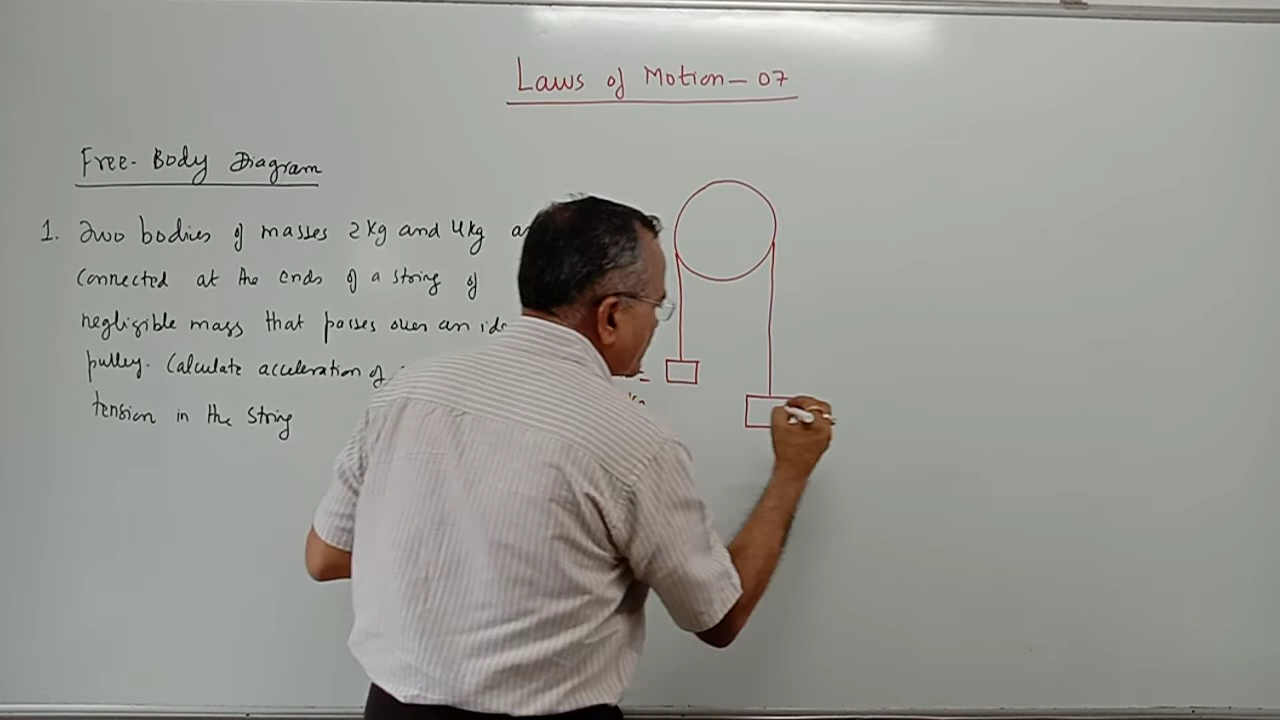 Laws of Motion - 07
Free-Body Diagram
1. Two bodies of masses 2 kg and 4 kg
connected at the ends of a string of
negligible mass that passes over an
pulley. Calculate acceleration of
tension in the string
kg